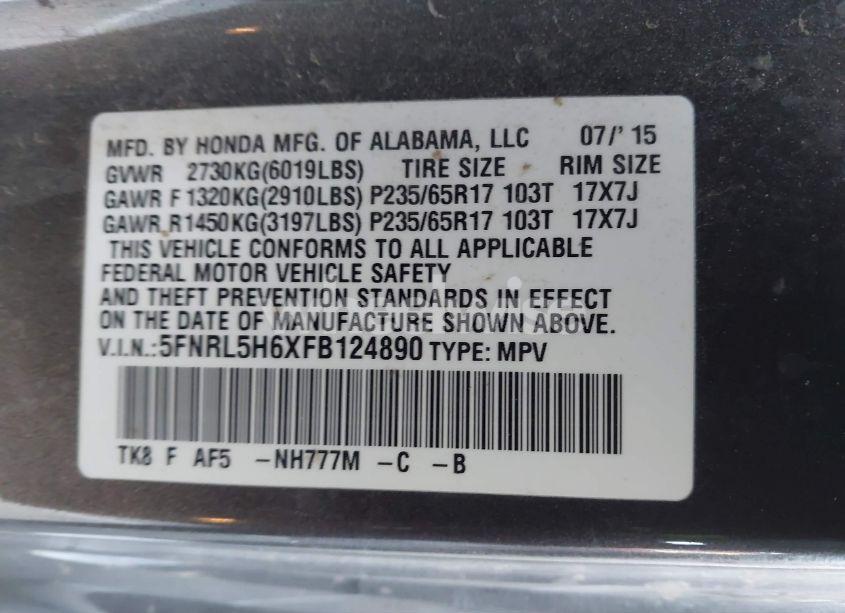 MFD. BY HONDA MFG. OF ALABAMA, LLC 07/' 15
GVWR 2730KG(6019LBS) TIRE SIZE RIM SIZE
GAWR F 1320KG(2910LBS) P235/65R17 103T 17X7J
GAWR R1450KG(3197LBS) P235/65R17 103T 17X7J
THIS VEHICLE CONFORMS TO ALL APPLICABLE
FEDERAL MOTOR VEHICLE SAFETY
AND THEFT PREVENTION STANDARDS IN EFFECT
ON THE DATE OF MANUFACTURE SHOWN ABOVE.
V.I.N.:5FNRL5H6XFB124890 TYPE: MPV
TK8 F AF5 -NH777M -C -B